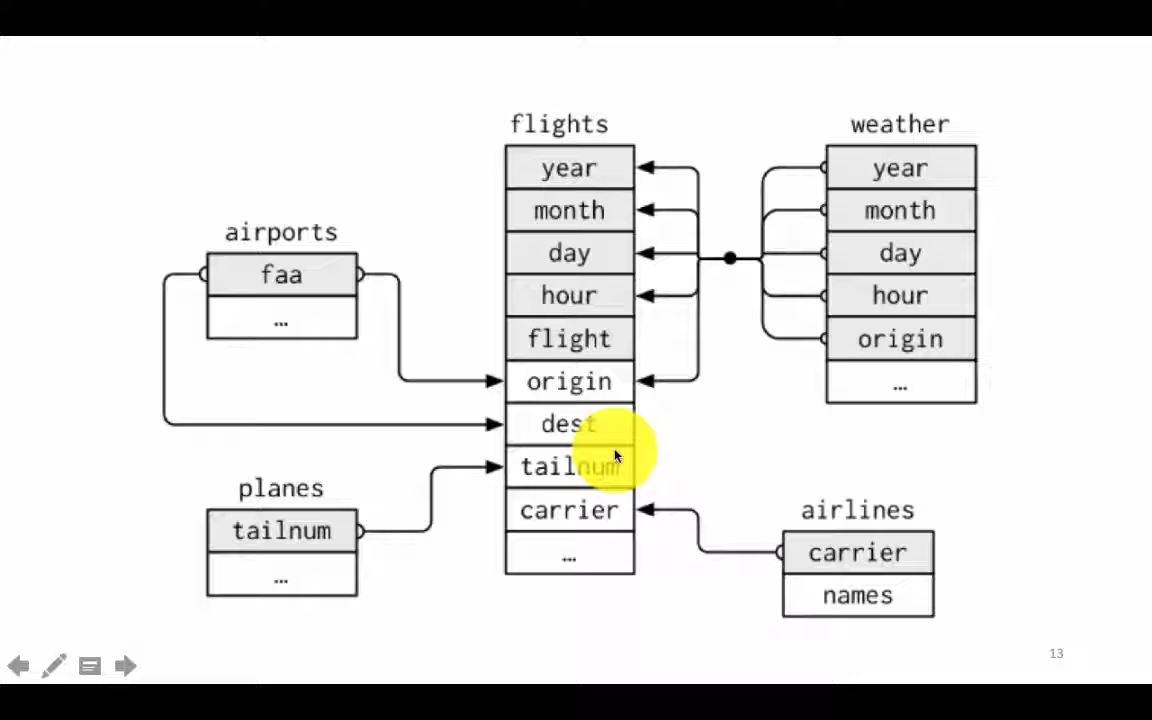 flights
year
month
day
hour
flight
origin
dest
tailnum
carrier
…
weather
year
month
day
hour
origin
…
airports
faa
…
planes
tailnum
…
airlines
carrier
names
13